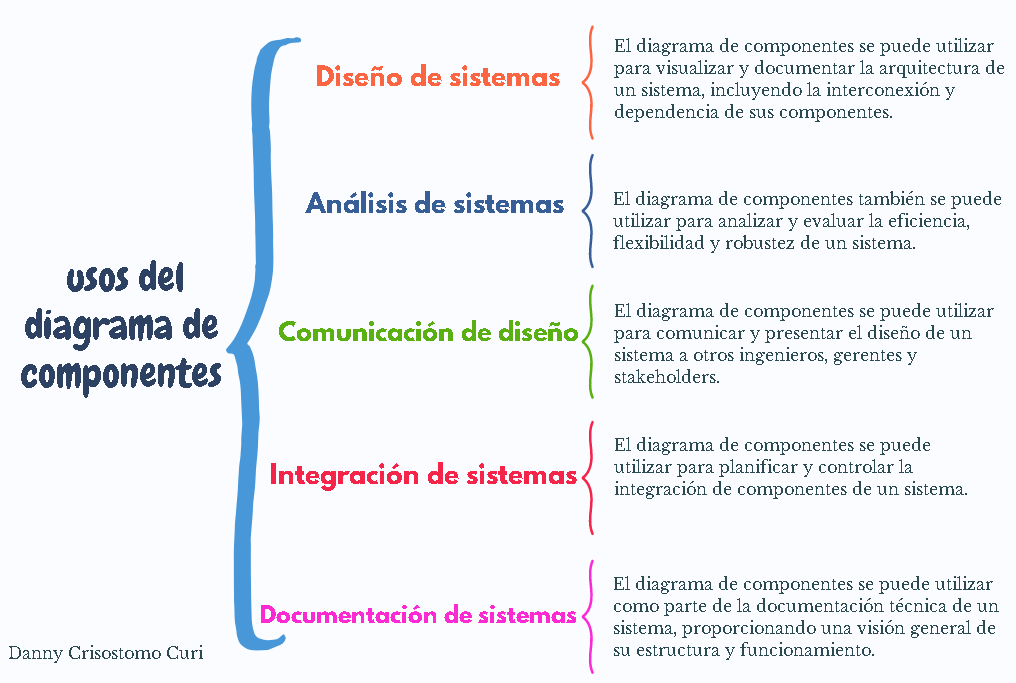 usos del
diagrama de
componentes
Diseño de sistemas
El diagrama de componentes se puede utilizar
para visualizar y documentar la arquitectura de
un sistema, incluyendo la interconexión y
dependencia de sus componentes.
Análisis de sistemas
El diagrama de componentes también se puede
utilizar para analizar y evaluar la eficiencia,
flexibilidad y robustez de un sistema.
Comunicación de diseño
El diagrama de componentes se puede utilizar
para comunicar y presentar el diseño de un
sistema a otros ingenieros, gerentes y
stakeholders.
Integración de sistemas
El diagrama de componentes se puede
utilizar para planificar y controlar la
integración de componentes de un sistema.
Documentación de sistemas
El diagrama de componentes se puede utilizar
como parte de la documentación técnica de un
sistema, proporcionando una visión general de
su estructura y funcionamiento.
Danny Crisostomo Curi